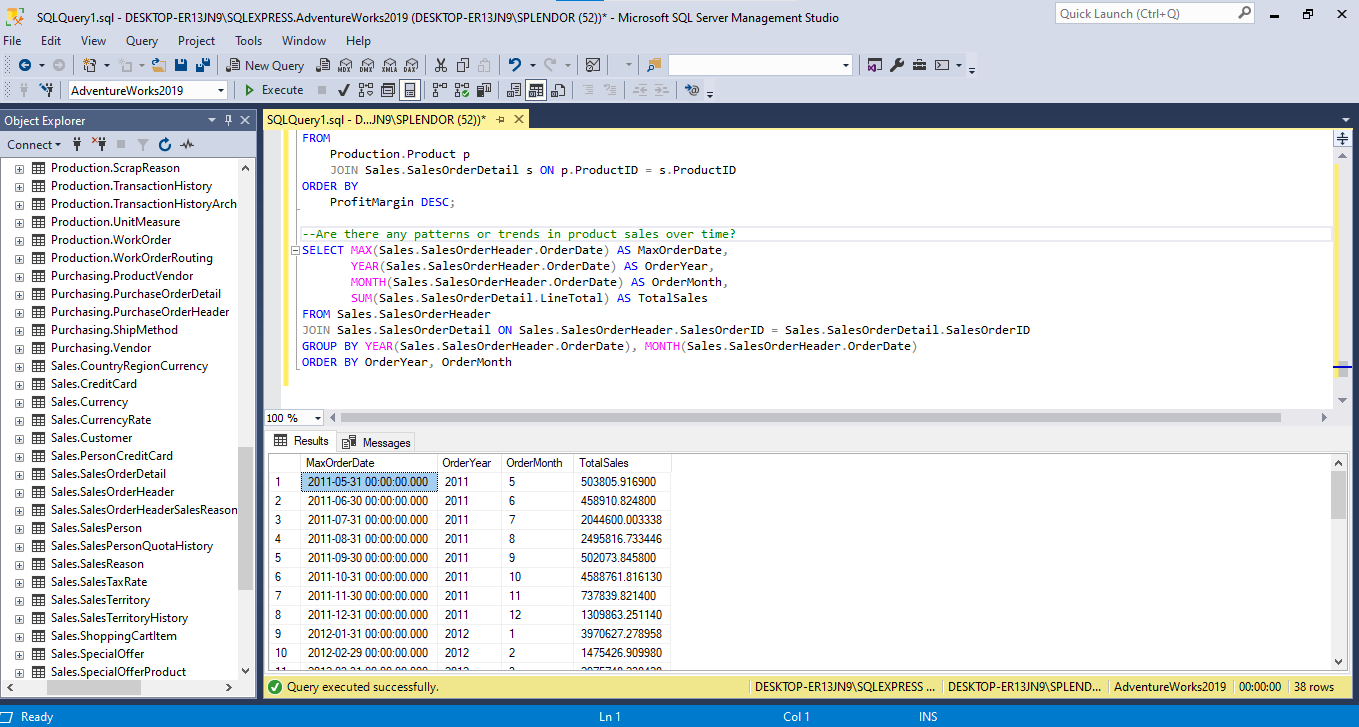 SQLQuery1.sql - DESKTOP-ER13JN9\SQLEXPRESS.AdventureWorks2019 (DESKTOP-ER13JN9\SPLENDOR (52))* - Microsoft SQL Server Management Studio
Quick Launch (Ctrl+Q)
File Edit View Query Project Tools Window Help
New Query
MDX DMX XMLA DAX
AdventureWorks2019
Execute
Object Explorer
SQLQuery1.sql - D...JN9\SPLENDOR (52))*
Connect
Production.ScrapReason
Production.TransactionHistory
Production.TransactionHistoryArch
Production.UnitMeasure
Production.WorkOrder
Production.WorkOrderRouting
Purchasing.ProductVendor
Purchasing.PurchaseOrderDetail
Purchasing.PurchaseOrderHeader
Purchasing.ShipMethod
Purchasing.Vendor
Sales.CountryRegionCurrency
Sales.CreditCard
Sales.Currency
Sales.CurrencyRate
Sales.Customer
Sales.PersonCreditCard
Sales.SalesOrderDetail
Sales.SalesOrderHeader
Sales.SalesOrderHeaderSalesReason
Sales.SalesPerson
Sales.SalesPersonQuotaHistory
Sales.SalesReason
Sales.SalesTaxRate
Sales.SalesTerritory
Sales.SalesTerritoryHistory
Sales.ShoppingCartItem
Sales.SpecialOffer
Sales.SpecialOfferProduct
FROM
Production.Product p
JOIN Sales.SalesOrderDetail s ON p.ProductID = s.ProductID
ORDER BY
ProfitMargin DESC;
--Are there any patterns or trends in product sales over time?
SELECT MAX(Sales.SalesOrderHeader.OrderDate) AS MaxOrderDate,
YEAR(Sales.SalesOrderHeader.OrderDate) AS OrderYear,
MONTH(Sales.SalesOrderHeader.OrderDate) AS OrderMonth,
SUM(Sales.SalesOrderDetail.LineTotal) AS TotalSales
FROM Sales.SalesOrderHeader
JOIN Sales.SalesOrderDetail ON Sales.SalesOrderHeader.SalesOrderID = Sales.SalesOrderDetail.SalesOrderID
GROUP BY YEAR(Sales.SalesOrderHeader.OrderDate), MONTH(Sales.SalesOrderHeader.OrderDate)
ORDER BY OrderYear, OrderMonth
100 %
Results Messages
MaxOrderDate OrderYear OrderMonth TotalSales
1 2011-05-31 00:00:00.000 2011 5 503805.916900
2 2011-06-30 00:00:00.000 2011 6 458910.824800
3 2011-07-31 00:00:00.000 2011 7 2044600.003338
4 2011-08-31 00:00:00.000 2011 8 2495816.733446
5 2011-09-30 00:00:00.000 2011 9 502073.845800
6 2011-10-31 00:00:00.000 2011 10 4588761.816130
7 2011-11-30 00:00:00.000 2011 11 737839.821400
8 2011-12-31 00:00:00.000 2011 12 1309863.251140
9 2012-01-31 00:00:00.000 2012 1 3970627.278958
10 2012-02-29 00:00:00.000 2012 2 1475426.909980
Query executed successfully.
DESKTOP-ER13JN9\SQLEXPRESS ... DESKTOP-ER13JN9\SPLEND... AdventureWorks2019 00:00:00 38 rows
Ready Ln 1 Col 1 INS